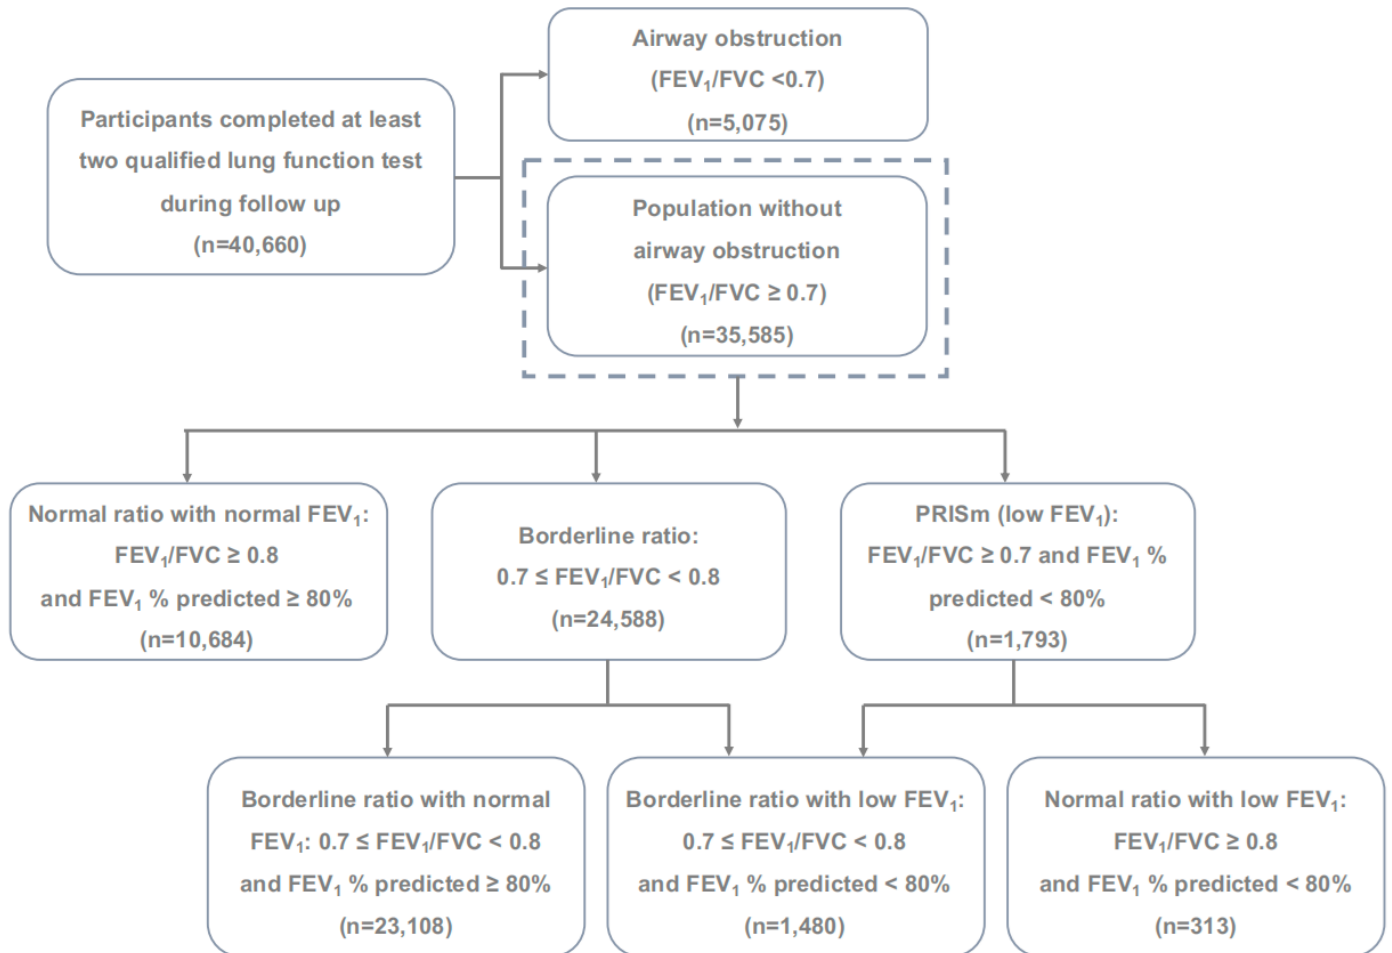 Airway obstruction
(FEV₁/FVC <0.7)
(n=5,075)
Participants completed at least
two qualified lung function test
during follow up
(n=40,660)
Population without
airway obstruction
(FEV₁/FVC ≥ 0.7)
(n=35,585)
Normal ratio with normal FEV₁:
FEV₁/FVC ≥ 0.8
and FEV₁ % predicted ≥ 80%
(n=10,684)
Borderline ratio:
0.7 ≤ FEV₁/FVC < 0.8
(n=24,588)
PRISm (low FEV₁):
FEV₁/FVC ≥ 0.7 and FEV₁ %
predicted < 80%
(n=1,793)
Borderline ratio with normal
FEV₁: 0.7 ≤ FEV₁/FVC < 0.8
and FEV₁ % predicted ≥ 80%
(n=23,108)
Borderline ratio with low FEV₁:
0.7 ≤ FEV₁/FVC < 0.8
and FEV₁ % predicted < 80%
(n=1,480)
Normal ratio with low FEV₁:
FEV₁/FVC ≥ 0.8
and FEV₁ % predicted < 80%
(n=313)